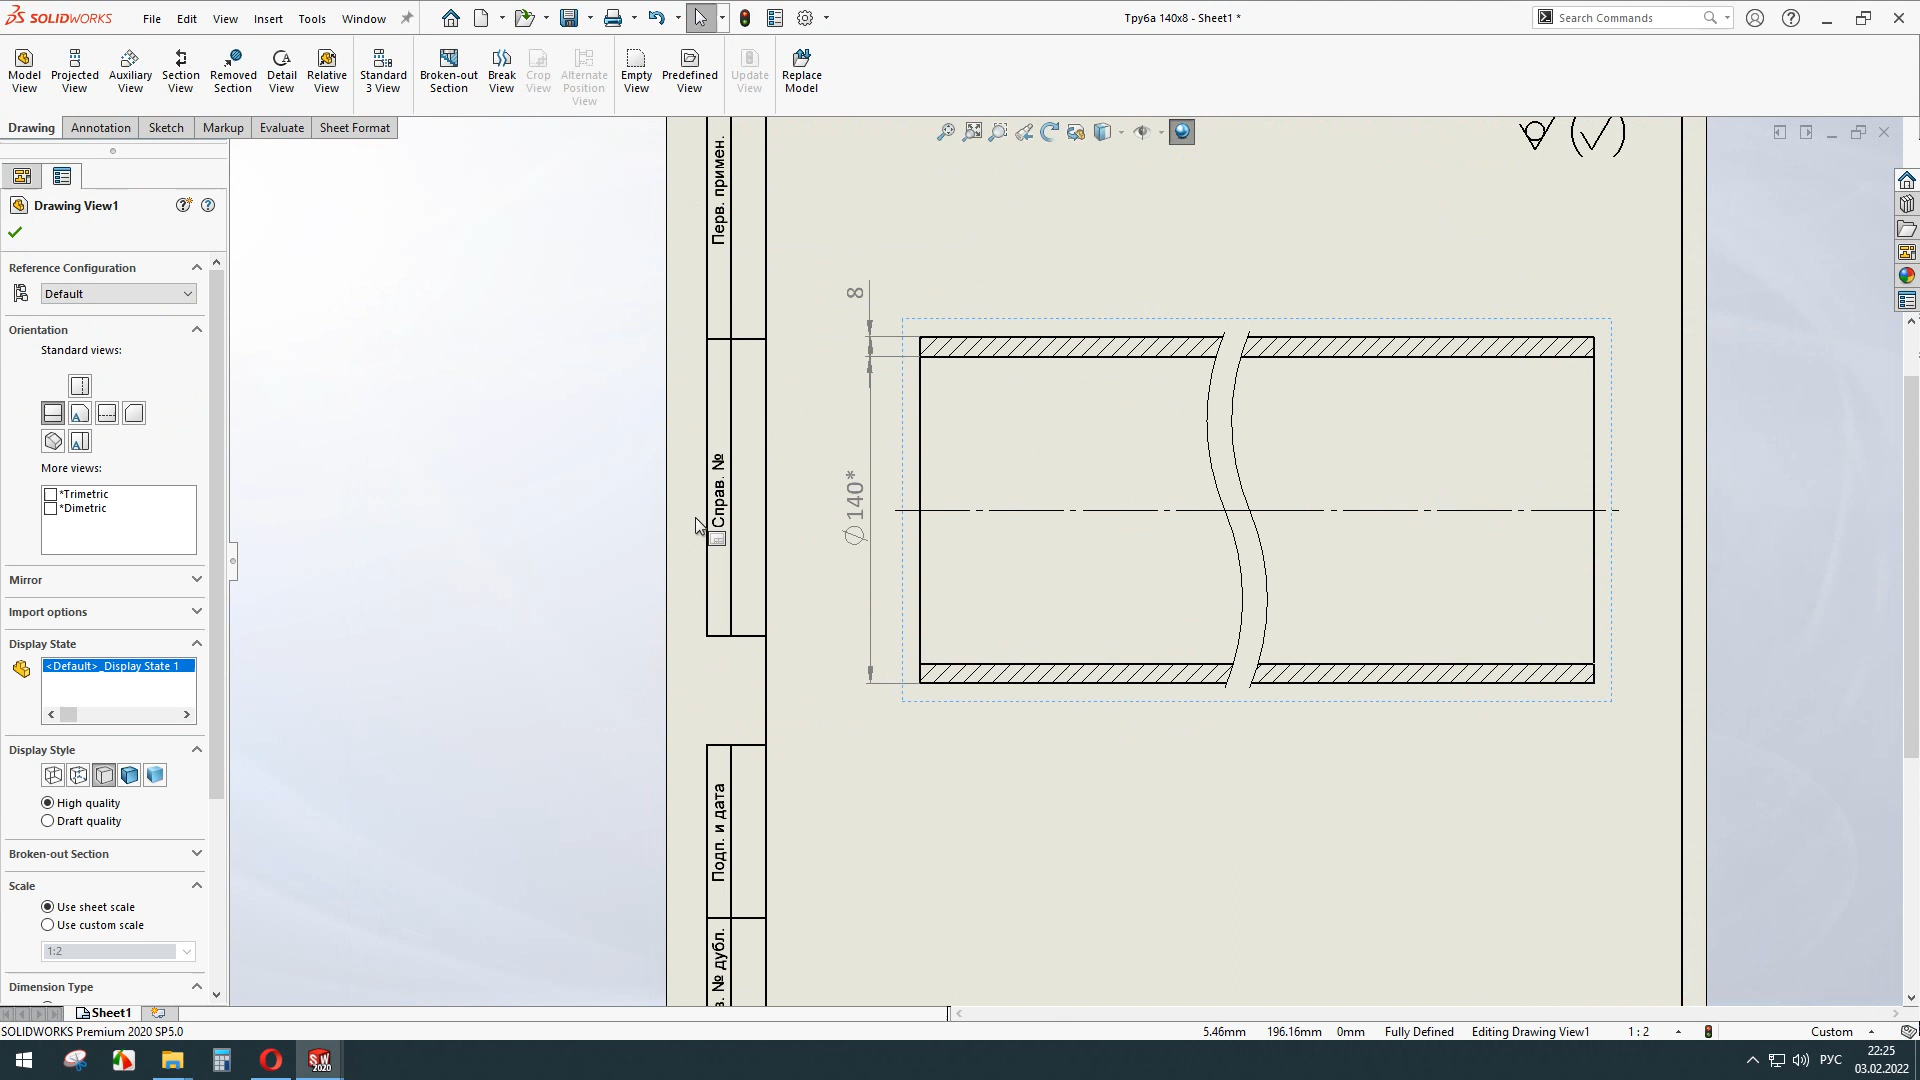 SOLIDWORKS
File
Edit
View
Insert
Tools
Window
Труба 140x8 - Sheet1 *
Search Commands
Model View
Projected View
Auxiliary View
Section View
Removed Section
Detail View
Relative View
Standard 3 View
Broken-out Section
Break View
Crop View
Alternate Position View
Empty View
Predefined View
Update View
Replace Model
Drawing
Annotation
Sketch
Markup
Evaluate
Sheet Format
Drawing View1
Reference Configuration
Default
Orientation
Standard views:
More views:
*Trimetric
*Dimetric
Mirror
Import options
Display State
<Default>_Display State 1
Display Style
High quality
Draft quality
Broken-out Section
Scale
Use sheet scale
Use custom scale
1:2
Dimension Type
Перв. примен.
Справ. №
Подп. и дата
№ дубл.
8
∅140*
Sheet1
SOLIDWORKS Premium 2020 SP5.0
5.46mm
196.16mm
0mm
Fully Defined
Editing Drawing View1
1 : 2
Custom
SW 2020
РУС
22:25
03.02.2022